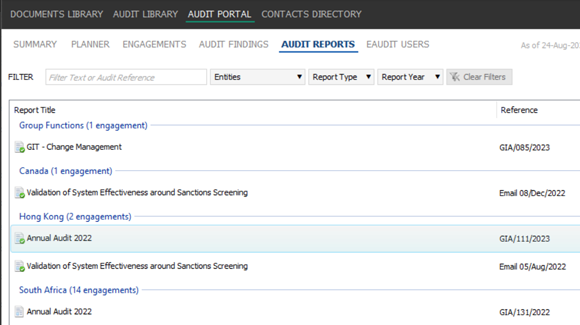 DOCUMENTS LIBRARY AUDIT LIBRARY AUDIT PORTAL CONTACTS DIRECTORY
SUMMARY PLANNER ENGAGEMENTS AUDIT FINDINGS AUDIT REPORTS EAUDIT USERS As of 24-Aug-20
FILTER Filter Text or Audit Reference Entities Report Type Report Year Clear Filters
Report Title Reference
Group Functions (1 engagement)
GIT - Change Management GIA/085/2023
Canada (1 engagement)
Validation of System Effectiveness around Sanctions Screening Email 08/Dec/2022
Hong Kong (2 engagements)
Annual Audit 2022 GIA/111/2023
Validation of System Effectiveness around Sanctions Screening Email 05/Aug/2022
South Africa (14 engagements)
Annual Audit 2022 GIA/131/2022